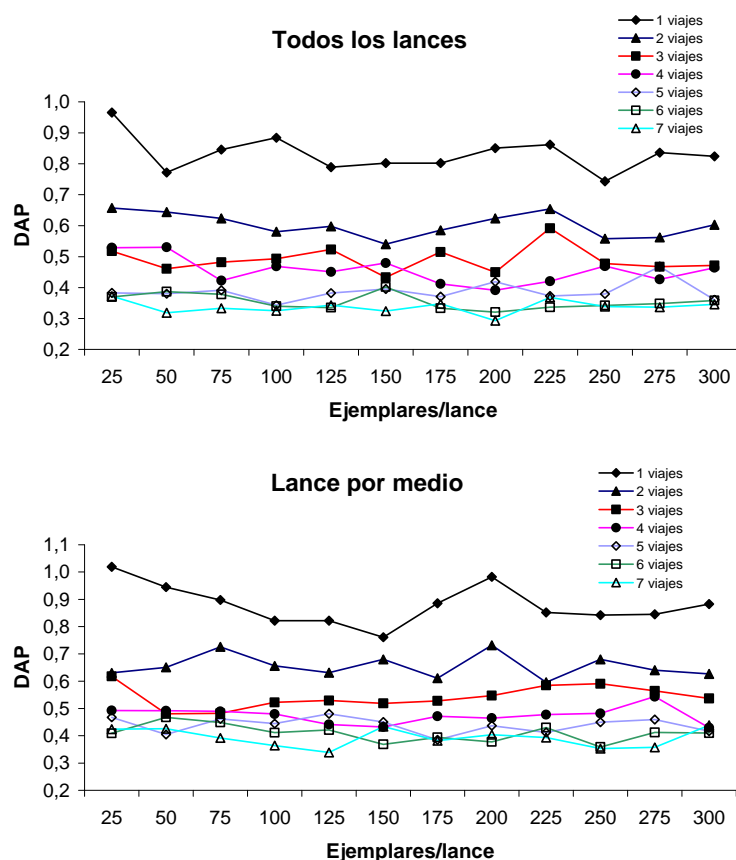 Todos los lances
1 viajes
2 viajes
3 viajes
4 viajes
5 viajes
6 viajes
7 viajes
DAP
1,0
0,9
0,8
0,7
0,6
0,5
0,4
0,3
0,2
25 50 75 100 125 150 175 200 225 250 275 300
Ejemplares/lance
Lance por medio
1 viajes
2 viajes
3 viajes
4 viajes
5 viajes
6 viajes
7 viajes
DAP
1,1
1,0
0,9
0,8
0,7
0,6
0,5
0,4
0,3
0,2
25 50 75 100 125 150 175 200 225 250 275 300
Ejemplares/lance